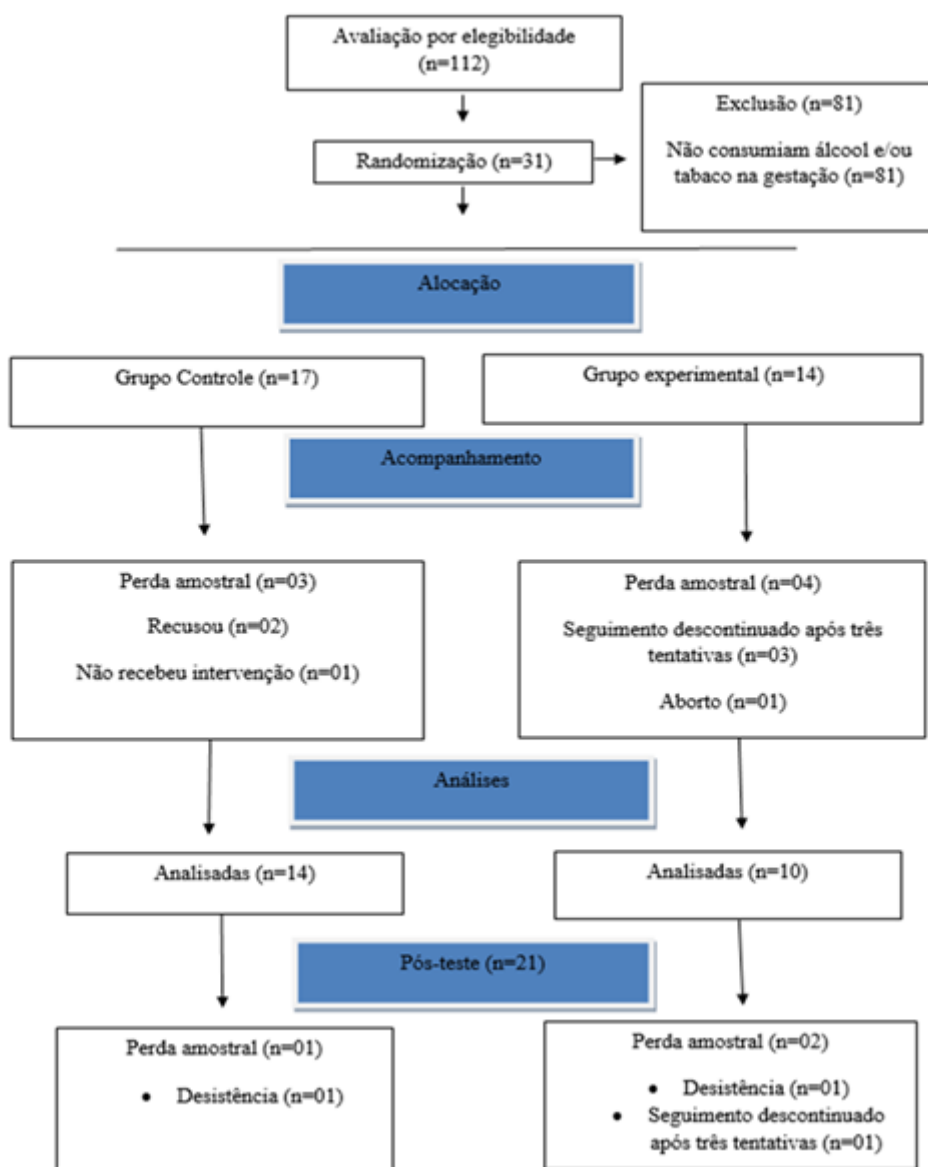 Avaliação por elegibilidade
(n=112)
Exclusão (n=81)
Não consumiam álcool e/ou
tabaco na gestação (n=81)
Randomização (n=31)
Alocação
Grupo Controle (n=17)
Grupo experimental (n=14)
Acompanhamento
Perda amostral (n=03)
Recusou (n=02)
Não recebeu intervenção (n=01)
Perda amostral (n=04)
Seguimento descontinuado após três
tentativas (n=03)
Aborto (n=01)
Análises
Analisadas (n=14)
Analisadas (n=10)
Pós-teste (n=21)
Perda amostral (n=01)
• Desistência (n=01)
Perda amostral (n=02)
• Desistência (n=01)
• Seguimento descontinuado
após três tentativas (n=01)